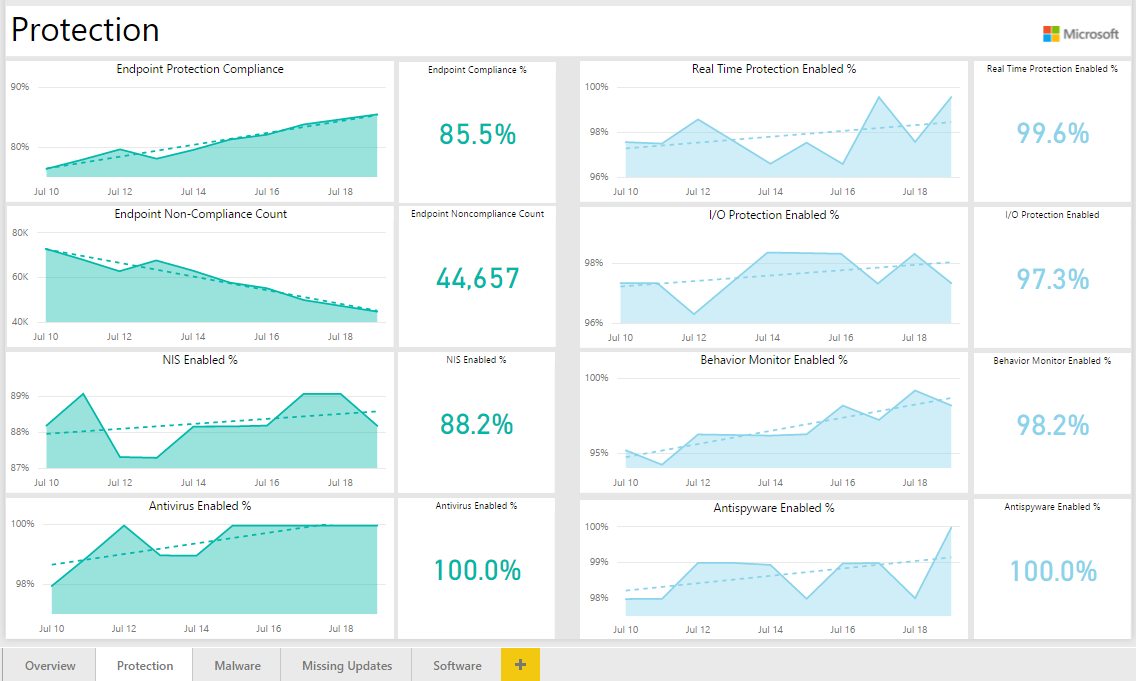 Protection
Microsoft
Endpoint Protection Compliance
90%
80%
Jul 10 Jul 12 Jul 14 Jul 16 Jul 18
Endpoint Compliance %
85.5%
Real Time Protection Enabled %
100%
98%
96%
Jul 10 Jul 12 Jul 14 Jul 16 Jul 18
Real Time Protection Enabled %
99.6%
Endpoint Non-Compliance Count
80K
60K
40K
Jul 10 Jul 12 Jul 14 Jul 16 Jul 18
Endpoint Noncompliance Count
44,657
I/O Protection Enabled %
98%
96%
Jul 10 Jul 12 Jul 14 Jul 16 Jul 18
I/O Protection Enabled
97.3%
NIS Enabled %
89%
88%
87%
Jul 10 Jul 12 Jul 14 Jul 16 Jul 18
NIS Enabled %
88.2%
Behavior Monitor Enabled %
100%
95%
Jul 10 Jul 12 Jul 14 Jul 16 Jul 18
Behavior Monitor Enabled %
98.2%
Antivirus Enabled %
100%
98%
Jul 10 Jul 12 Jul 14 Jul 16 Jul 18
Antivirus Enabled %
100.0%
Antispyware Enabled %
100%
99%
98%
Jul 10 Jul 12 Jul 14 Jul 16 Jul 18
Antispyware Enabled %
100.0%
Overview Protection Malware Missing Updates Software +